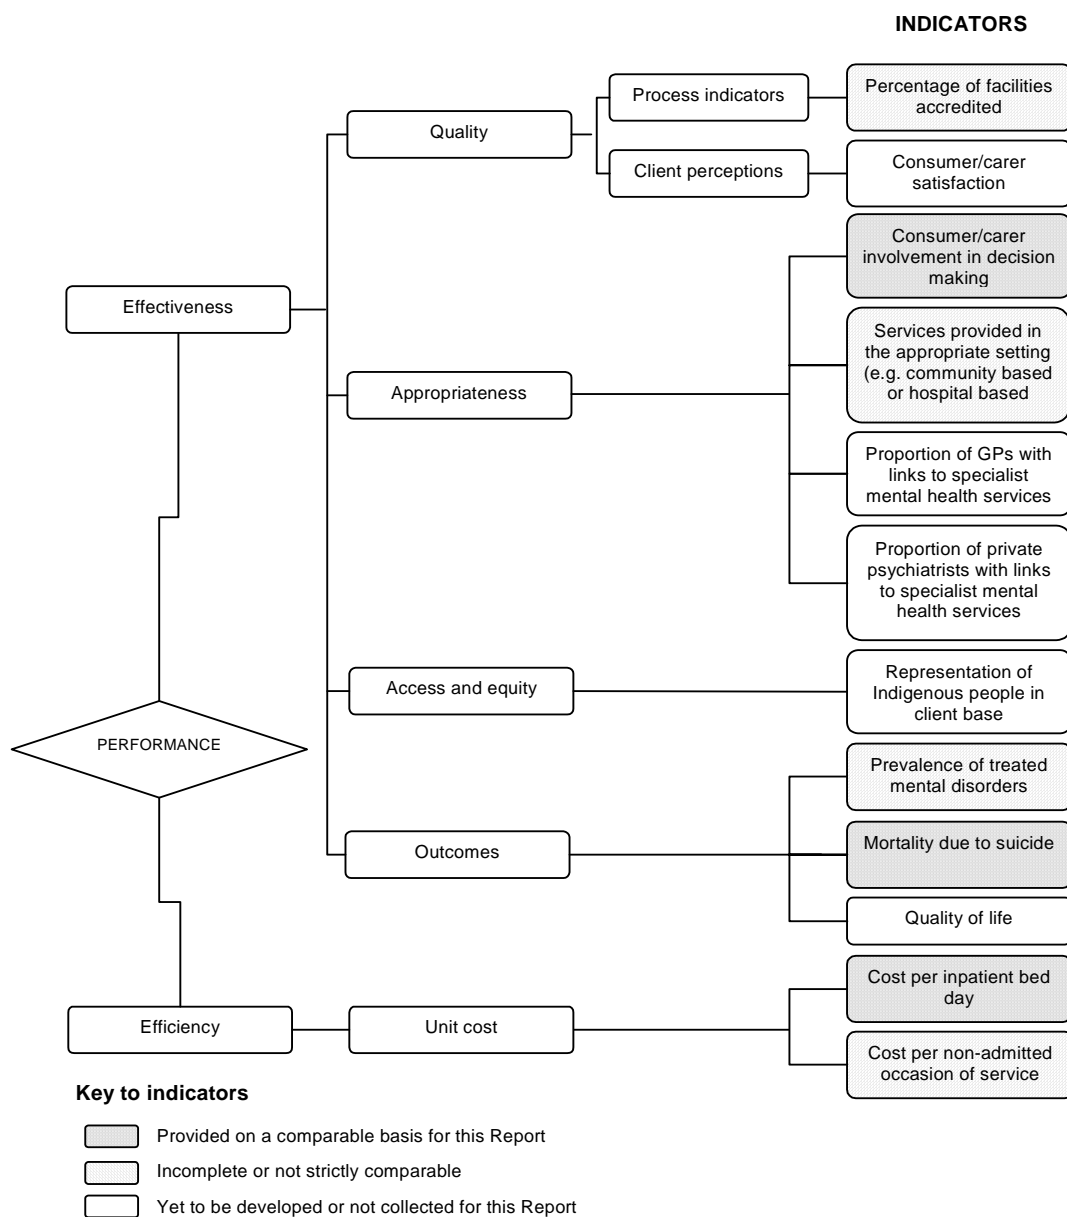 INDICATORS
Process indicators
Percentage of facilities
accredited
Quality
Client perceptions
Consumer/carer
satisfaction
Consumer/carer
involvement in decision
making
Effectiveness
Services provided in
the appropriate setting
(e.g. community based
or hospital based
Appropriateness
Proportion of GPs with
links to specialist
mental health services
Proportion of private
psychiatrists with links
to specialist mental
health services
Access and equity
Representation of
Indigenous people in
client base
PERFORMANCE
Prevalence of treated
mental disorders
Outcomes
Mortality due to suicide
Quality of life
Cost per inpatient bed
day
Efficiency
Unit cost
Cost per non-admitted
occasion of service
Key to indicators
Provided on a comparable basis for this Report
Incomplete or not strictly comparable
Yet to be developed or not collected for this Report